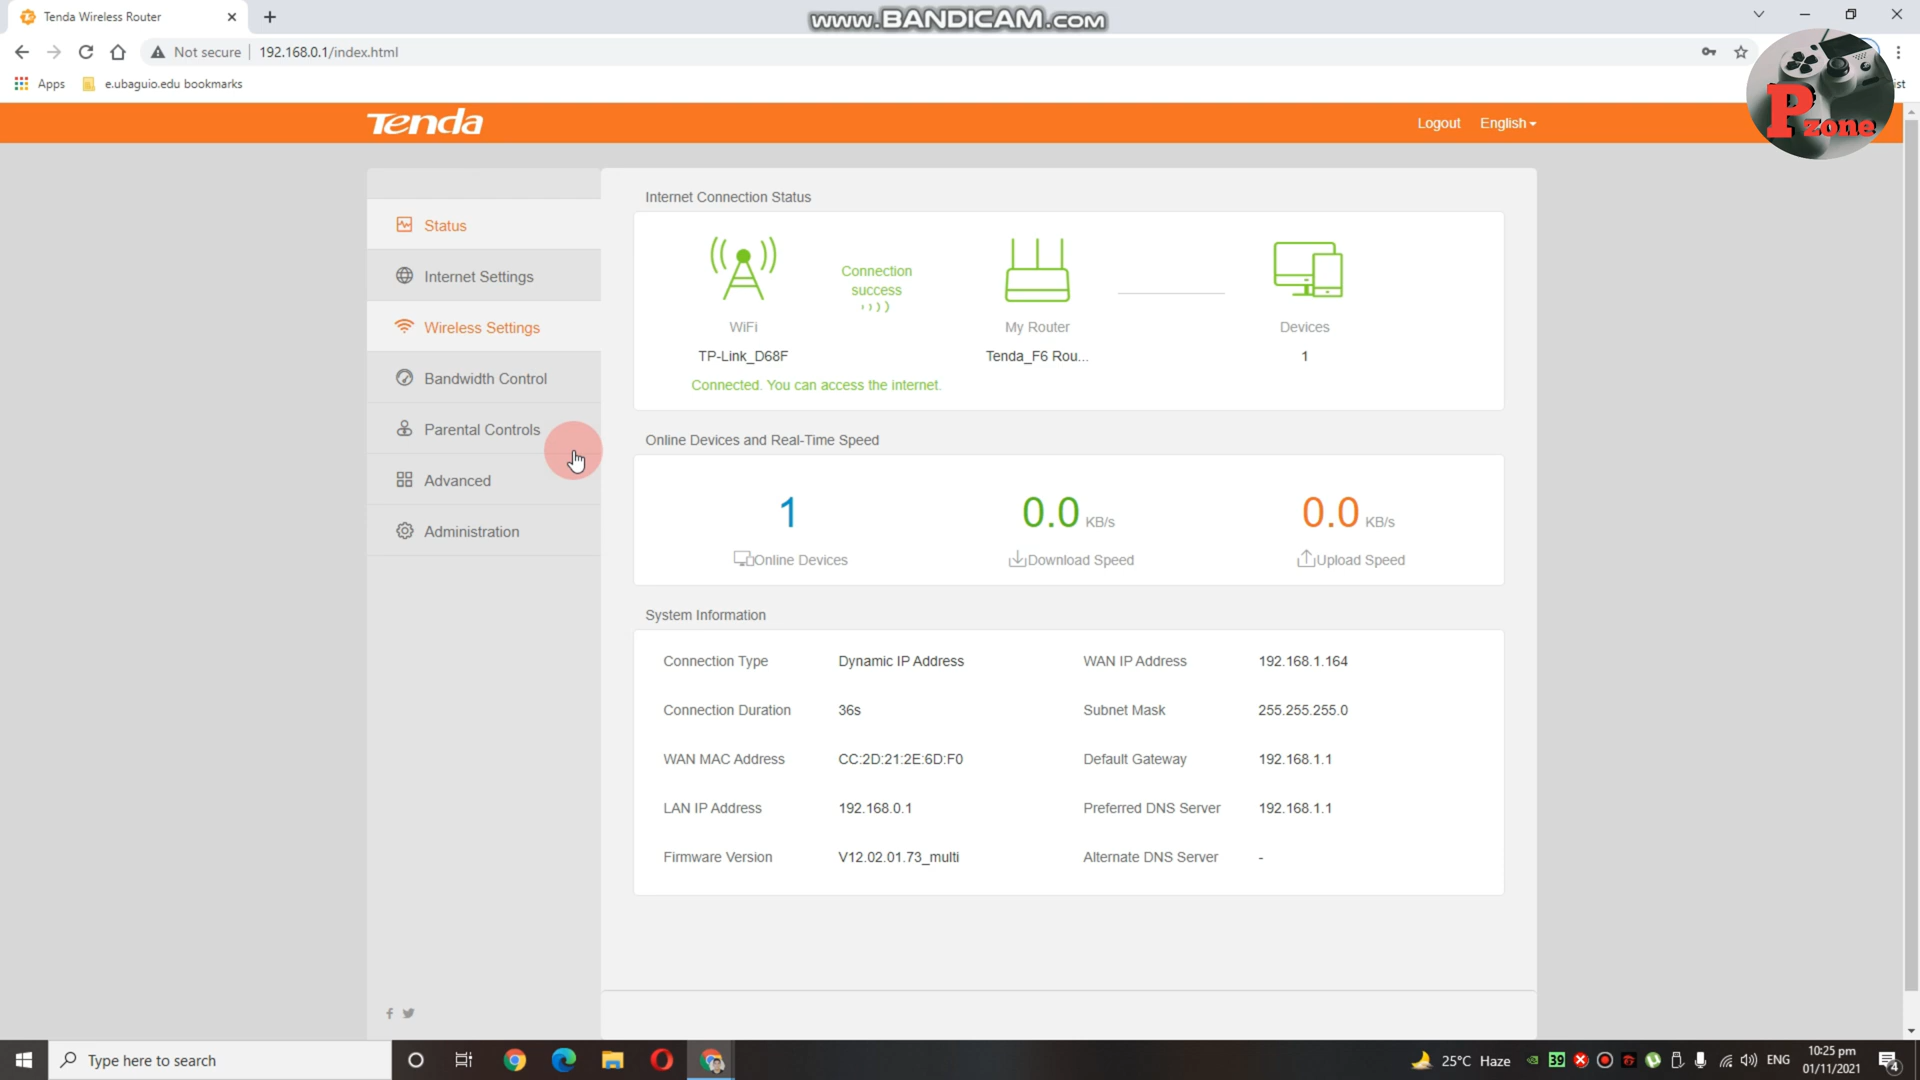 Tenda Wireless Router
www.BANDICAM.com
Not secure
192.168.0.1/index.html
Apps
e.ubaguio.edu bookmarks
P zone
Tenda
Logout
English
Status
Internet Settings
Wireless Settings
Bandwidth Control
Parental Controls
Advanced
Administration
Internet Connection Status
Connection
success
WiFi
My Router
Devices
TP-Link_D68F
Tenda_F6 Rou...
1
Connected. You can access the internet.
Online Devices and Real-Time Speed
1
0.0 KB/s
0.0 KB/s
Online Devices
Download Speed
Upload Speed
System Information
Connection Type Dynamic IP Address WAN IP Address 192.168.1.164
Connection Duration 36s Subnet Mask 255.255.255.0
WAN MAC Address CC:2D:21:2E:6D:F0 Default Gateway 192.168.1.1
LAN IP Address 192.168.0.1 Preferred DNS Server 192.168.1.1
Firmware Version V12.02.01.73_multi Alternate DNS Server -
Type here to search
25°C Haze
39
ENG
10:25 pm
01/11/2021
4